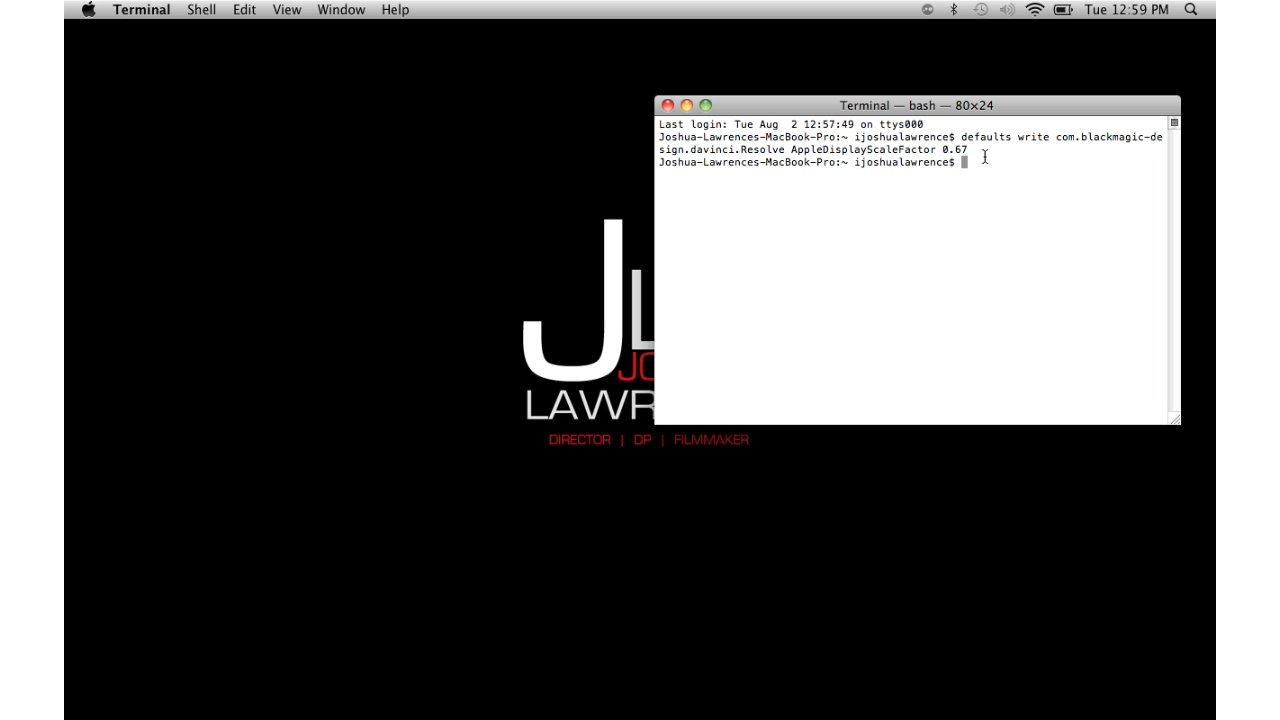 Terminal Shell Edit View Window Help Tue 12:59 PM
Terminal — bash — 80×24
Last login: Tue Aug  2 12:57:49 on ttys000
Joshua-Lawrences-MacBook-Pro:~ ijoshualawrence$ defaults write com.blackmagic-de
sign.davinci.Resolve AppleDisplayScaleFactor 0.67
Joshua-Lawrences-MacBook-Pro:~ ijoshualawrence$
JL
JO
LAWR
DIRECTOR | DP | FILMMAKER